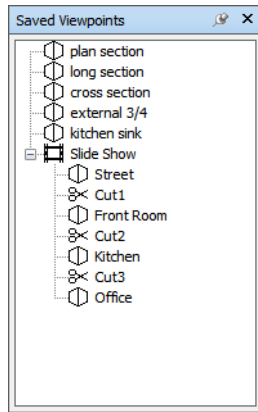 Saved Viewpoints
plan section
long section
cross section
external 3/4
kitchen sink
Slide Show
Street
Cut1
Front Room
Cut2
Kitchen
Cut3
Office